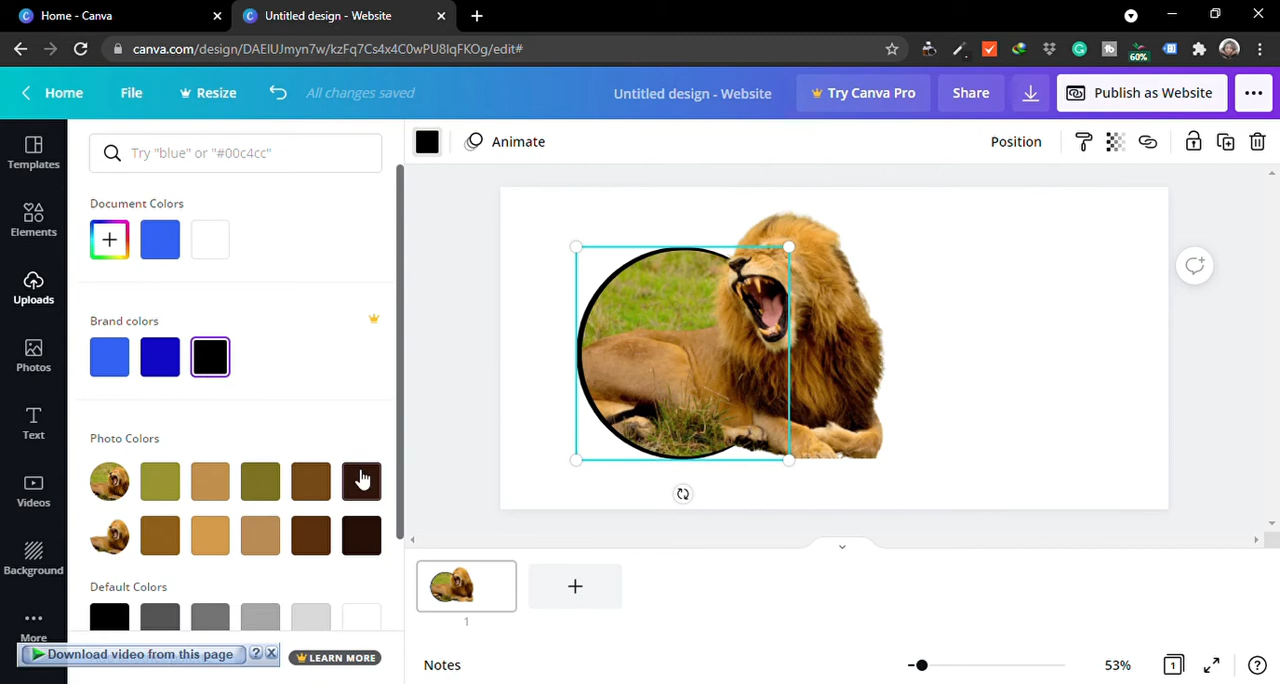 Home - Canva
Untitled design - Website
canva.com/design/DAEIUJmyn7w/kzFq7Cs4x4C0wPU8lqFKOg/edit#
60%
Home
File
Resize
All changes saved
Untitled design - Website
Try Canva Pro
Share
Publish as Website
Templates
Elements
Uploads
Photos
Text
Videos
Background
More
Try "blue" or "#00c4cc"
Document Colors
Brand colors
Photo Colors
Default Colors
Download video from this page
? X
LEARN MORE
Animate
Position
1
Notes
53%
1
?